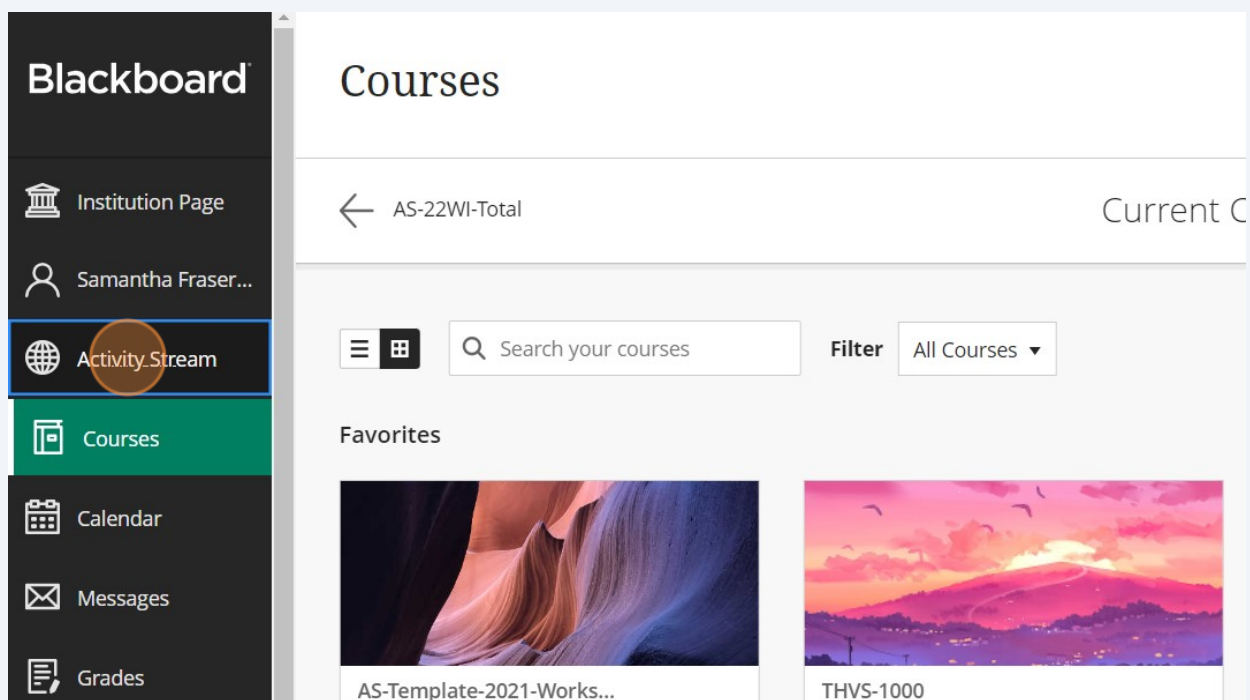 Blackboard
Institution Page
Samantha Fraser...
Activity Stream
Courses
Calendar
Messages
Grades
Courses
AS-22WI-Total
Current C
Search your courses
Filter
All Courses
Favorites
AS-Template-2021-Works...
THVS-1000